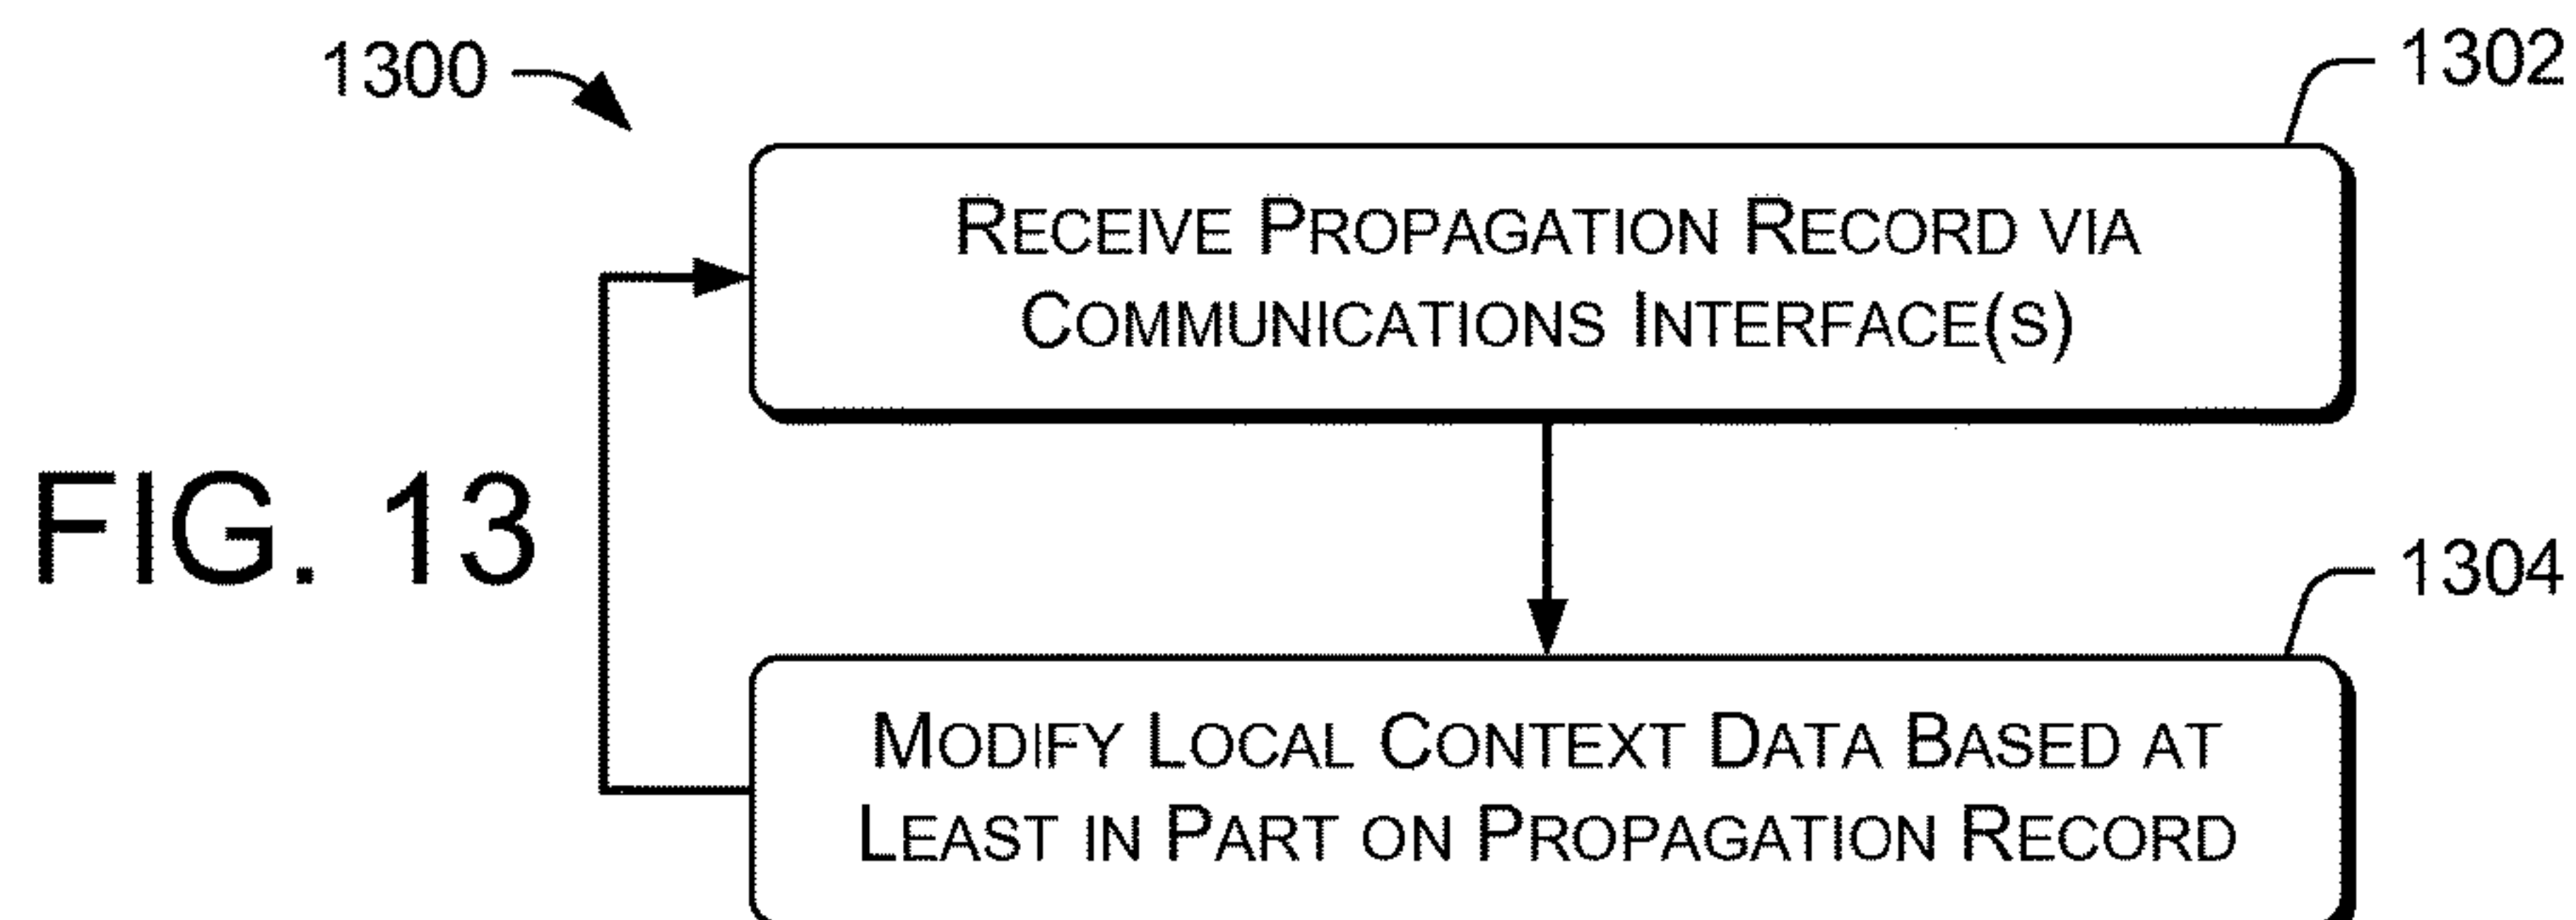 1300
1302
RECEIVE PROPAGATION RECORD VIA
COMMUNICATIONS INTERFACE(S)
FIG. 13
1304
MODIFY LOCAL CONTEXT DATA BASED AT
LEAST IN PART ON PROPAGATION RECORD